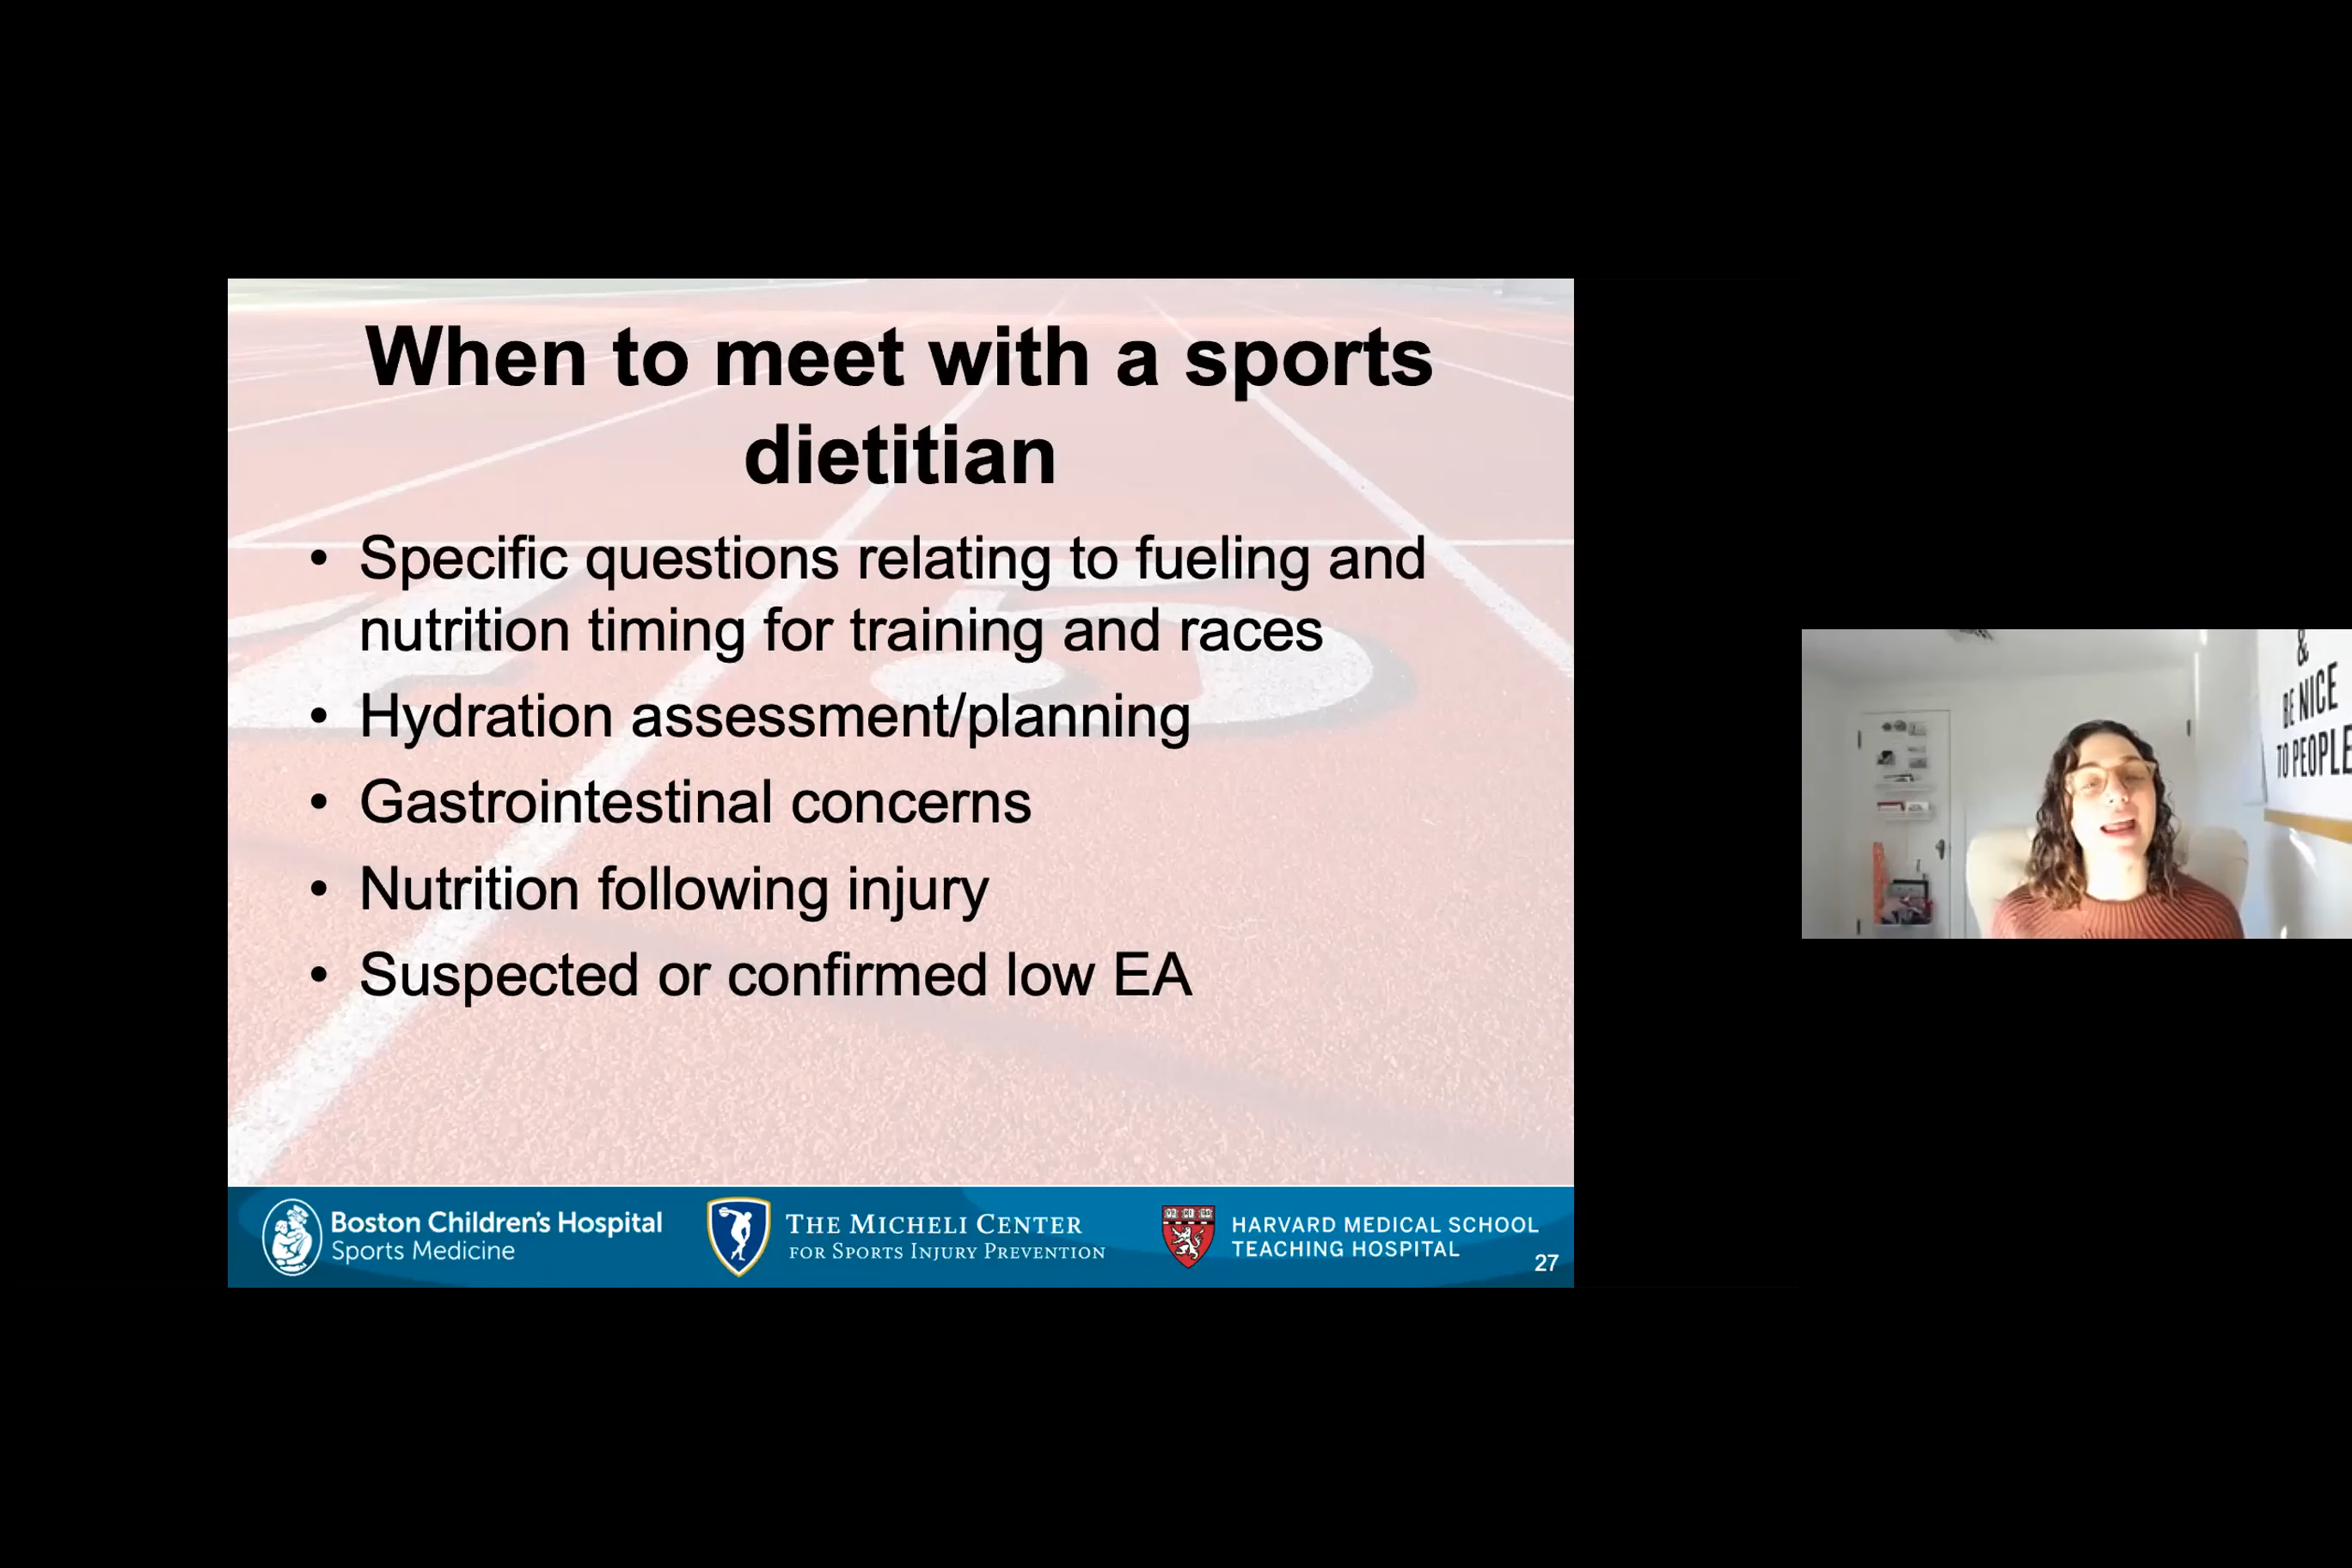 When to meet with a sports
dietitian
• Specific questions relating to fueling and
nutrition timing for training and races
• Hydration assessment/planning
• Gastrointestinal concerns
• Nutrition following injury
• Suspected or confirmed low EA
Boston Children's Hospital
Sports Medicine
THE MICHELI CENTER
FOR SPORTS INJURY PREVENTION
HARVARD MEDICAL SCHOOL
TEACHING HOSPITAL
27
&
BE NICE
TO PEOPLE